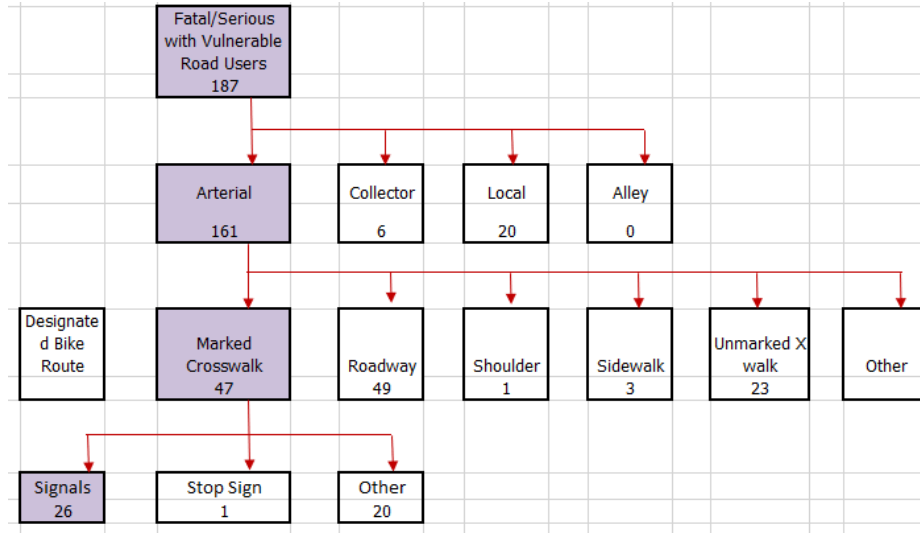 Fatal/Serious
with Vulnerable
Road Users
187
Arterial
161
Collector
6
Local
20
Alley
0
Designate
d Bike
Route
Marked
Crosswalk
47
Roadway
49
Shoulder
1
Sidewalk
3
Unmarked X
walk
23
Other
Signals
26
Stop Sign
1
Other
20